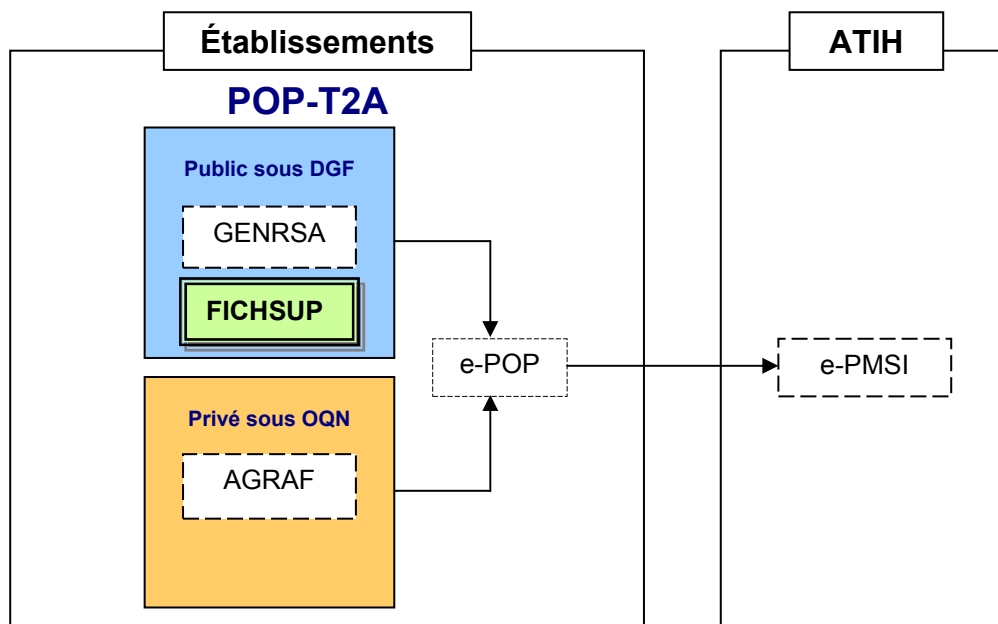 Établissements
ATIH
POP-T2A
Public sous DGF
GENRSA
FICHSUP
e-POP
e-PMSI
Privé sous OQN
AGRAF